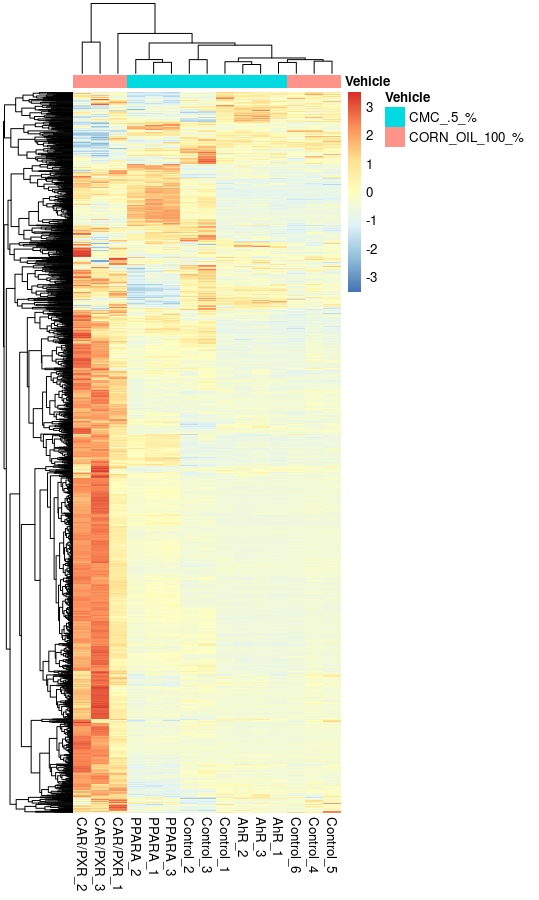 Vehicle
Vehicle
CMC_.5_%
CORN_OIL_100_%
3
2
1
0
-1
-2
-3
CAR/PXR_2
CAR/PXR_3
CAR/PXR_1
PPARA_2
PPARA_1
PPARA_3
Control_2
Control_3
Control_1
AhR_2
AhR_3
AhR_1
Control_6
Control_4
Control_5